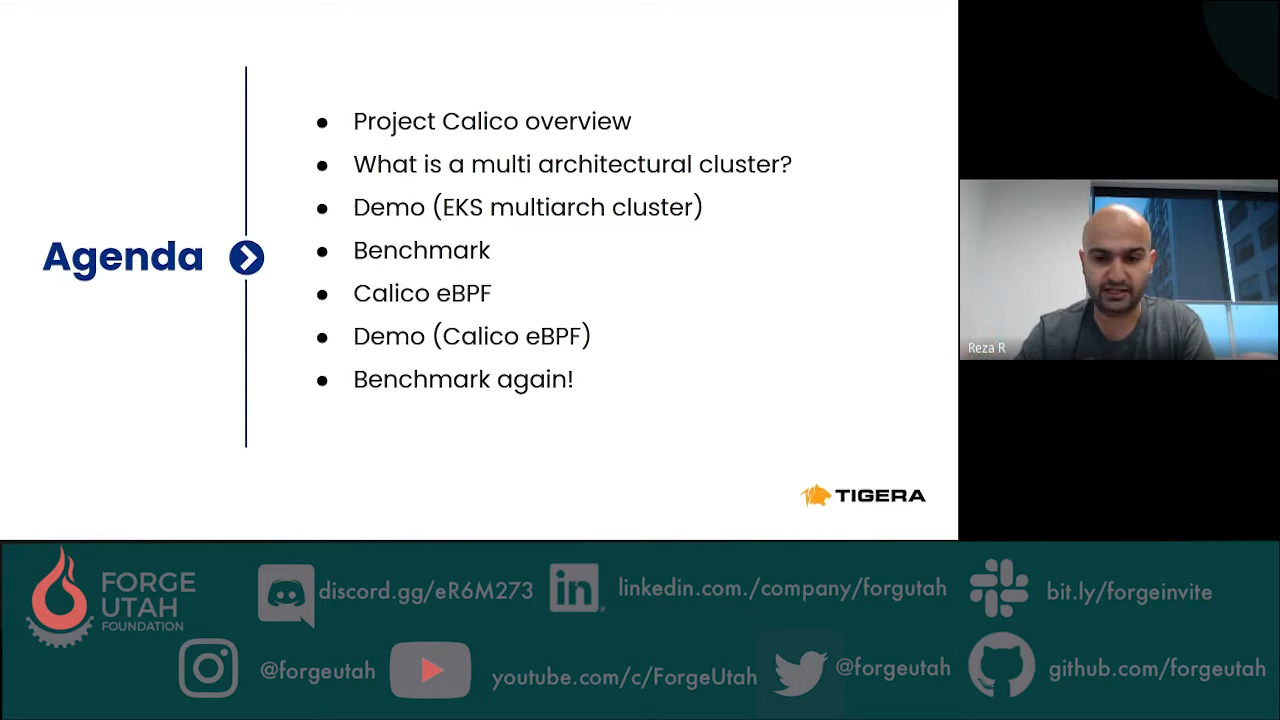 Agenda
Project Calico overview
What is a multi architectural cluster?
Demo (EKS multiarch cluster)
Benchmark
Calico eBPF
Demo (Calico eBPF)
Benchmark again!
TIGERA
Reza R
FORGE
UTAH
FOUNDATION
discord.gg/eR6M273
linkedin.com./company/forgutah
bit.ly/forgeinvite
@forgeutah
youtube.com/c/ForgeUtah
@forgeutah
github.com/forgeutah